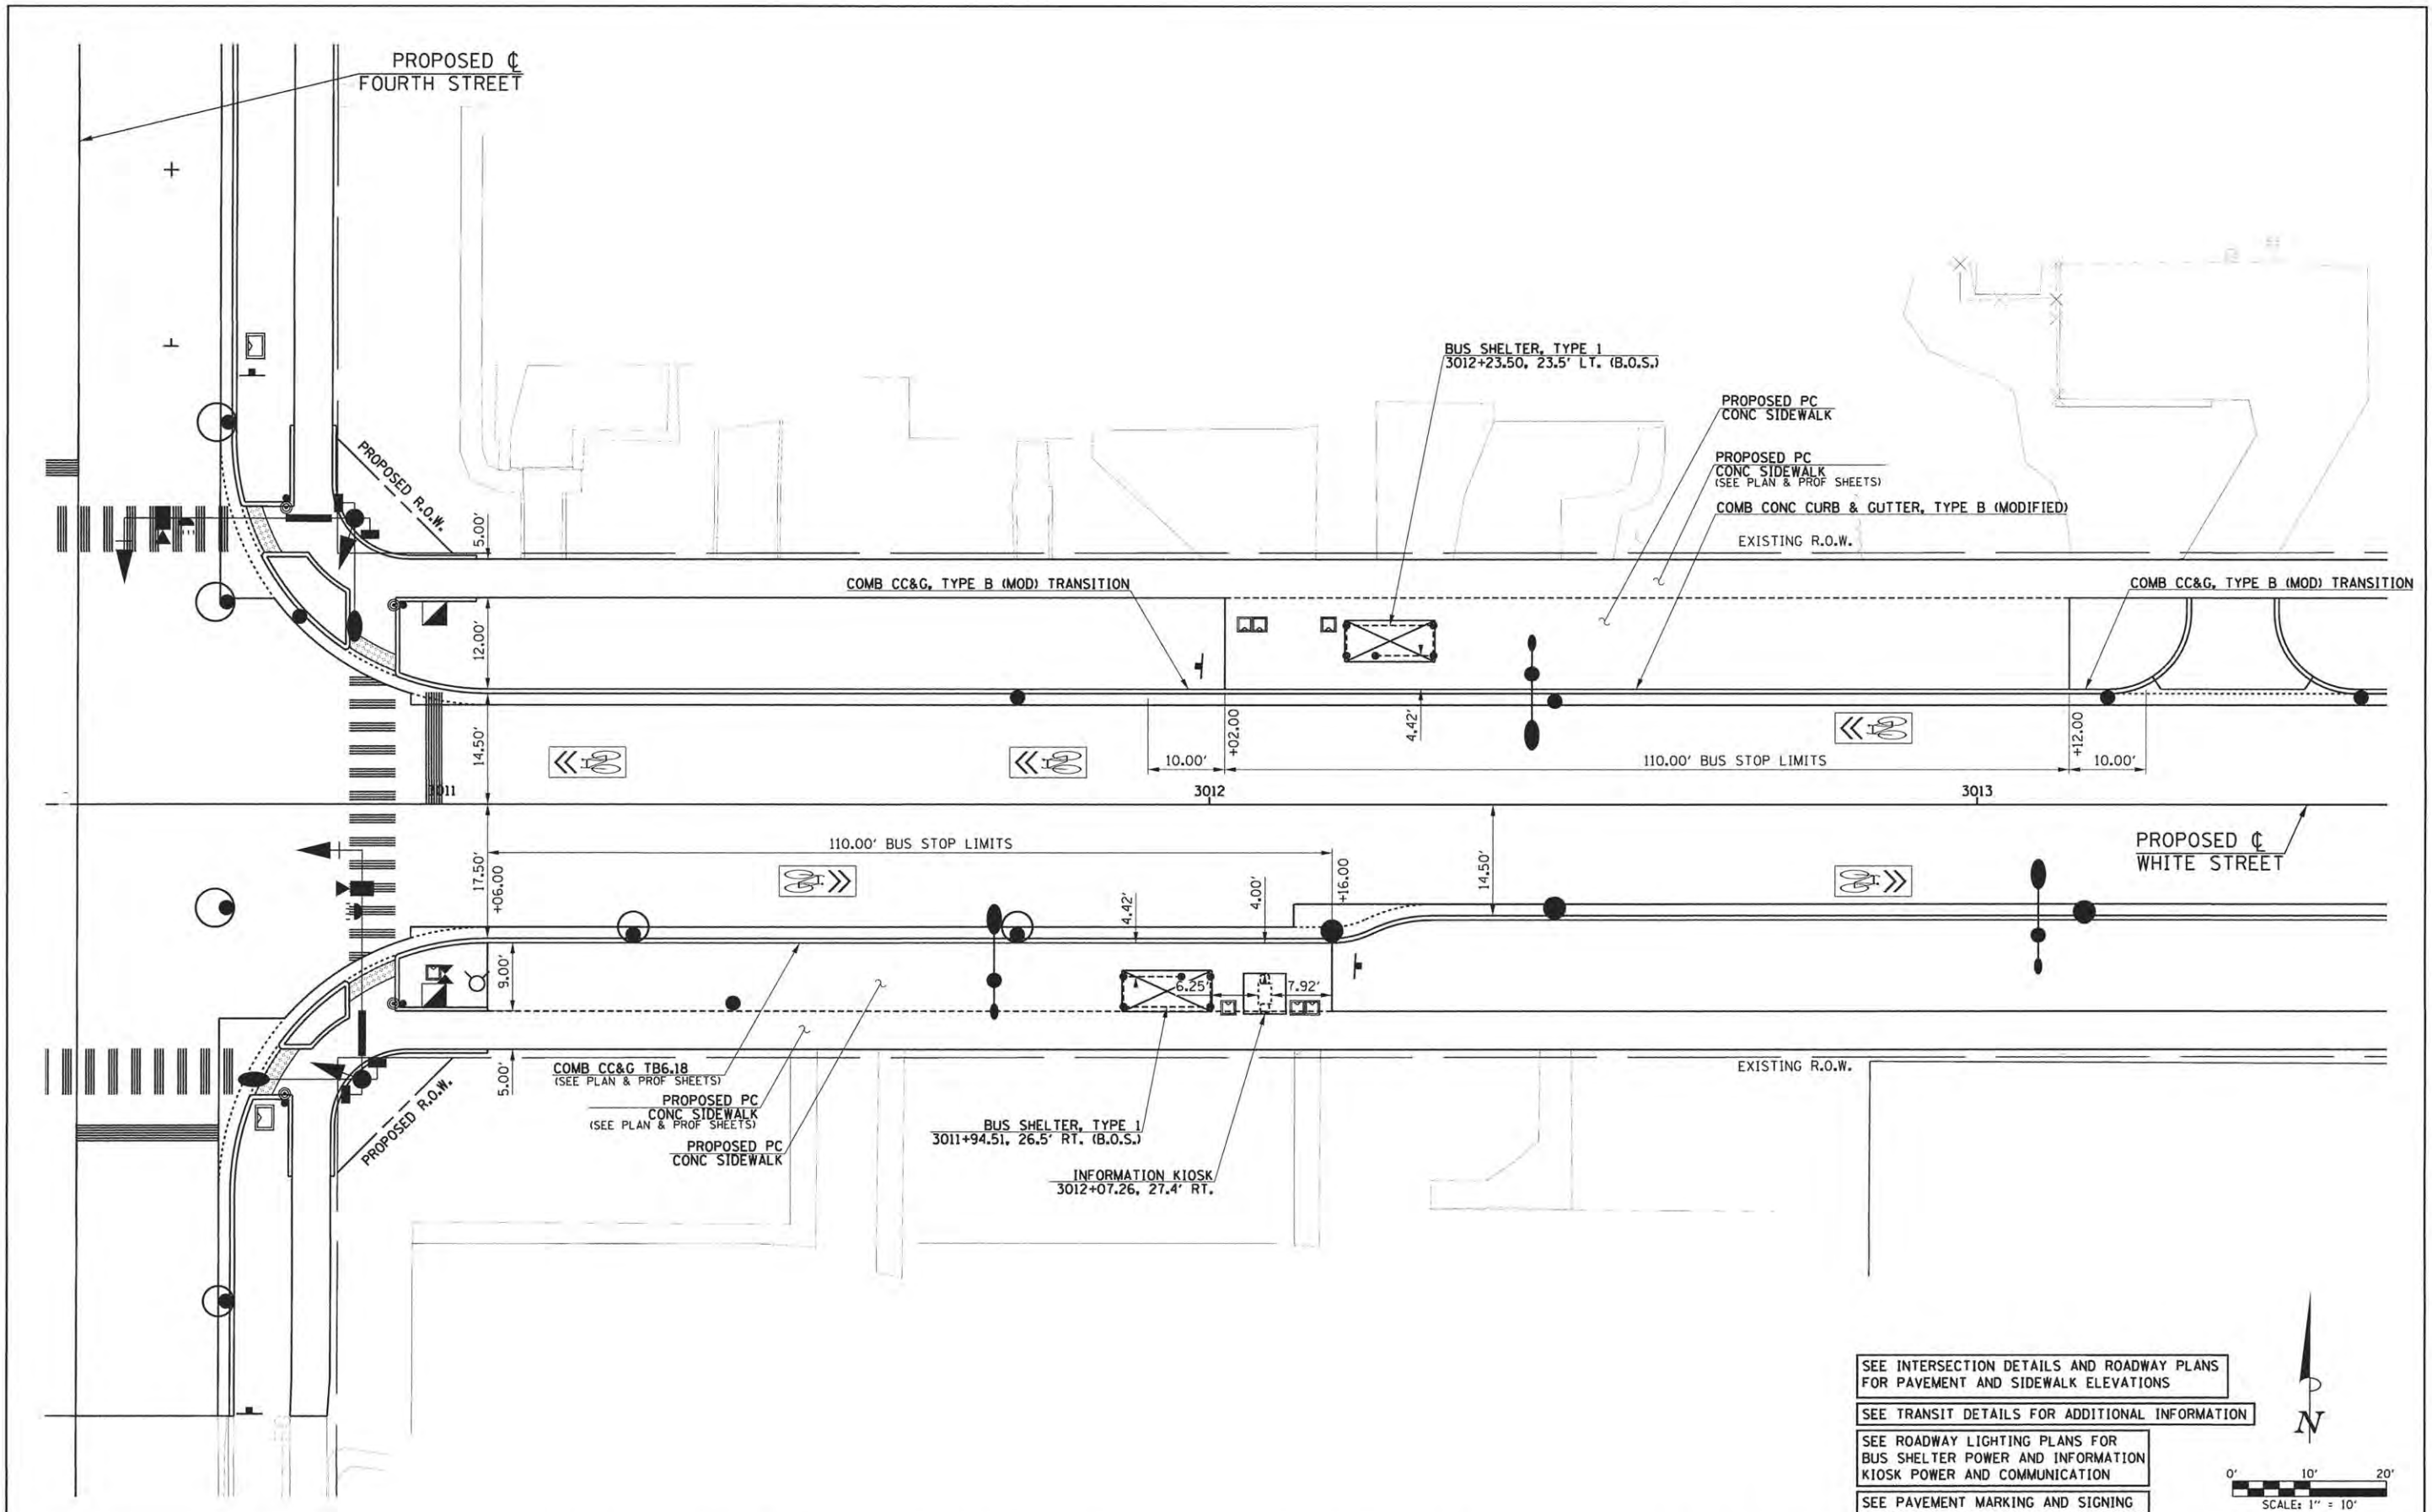 PROPOSED ℄
FOURTH STREET
PROPOSED R.O.W.
5.00'
BUS SHELTER, TYPE 1
3012+23.50, 23.5' LT. (B.O.S.)
PROPOSED PC
CONC SIDEWALK
PROPOSED PC
CONC SIDEWALK
(SEE PLAN & PROF SHEETS)
COMB CONC CURB & GUTTER, TYPE B (MODIFIED)
EXISTING R.O.W.
COMB CC&G, TYPE B (MOD) TRANSITION
COMB CC&G, TYPE B (MOD) TRANSITION
12.00'
14.50'
4.42'
+02.00
+12.00
10.00'
110.00' BUS STOP LIMITS
10.00'
3011
3012
3013
110.00' BUS STOP LIMITS
17.50'
+06.00
14.50'
PROPOSED ℄
WHITE STREET
4.42'
4.00'
+16.00
9.00'
6.25'
7.92'
5.00'
EXISTING R.O.W.
PROPOSED R.O.W.
COMB CC&G TB6.18
(SEE PLAN & PROF SHEETS)
PROPOSED PC
CONC SIDEWALK
(SEE PLAN & PROF SHEETS)
PROPOSED PC
CONC SIDEWALK
BUS SHELTER, TYPE 1
3011+94.51, 26.5' RT. (B.O.S.)
INFORMATION KIOSK
3012+07.26, 27.4' RT.
SEE INTERSECTION DETAILS AND ROADWAY PLANS
FOR PAVEMENT AND SIDEWALK ELEVATIONS
SEE TRANSIT DETAILS FOR ADDITIONAL INFORMATION
SEE ROADWAY LIGHTING PLANS FOR
BUS SHELTER POWER AND INFORMATION
KIOSK POWER AND COMMUNICATION
SEE PAVEMENT MARKING AND SIGNING
N
0' 10' 20'
SCALE: 1" = 10'